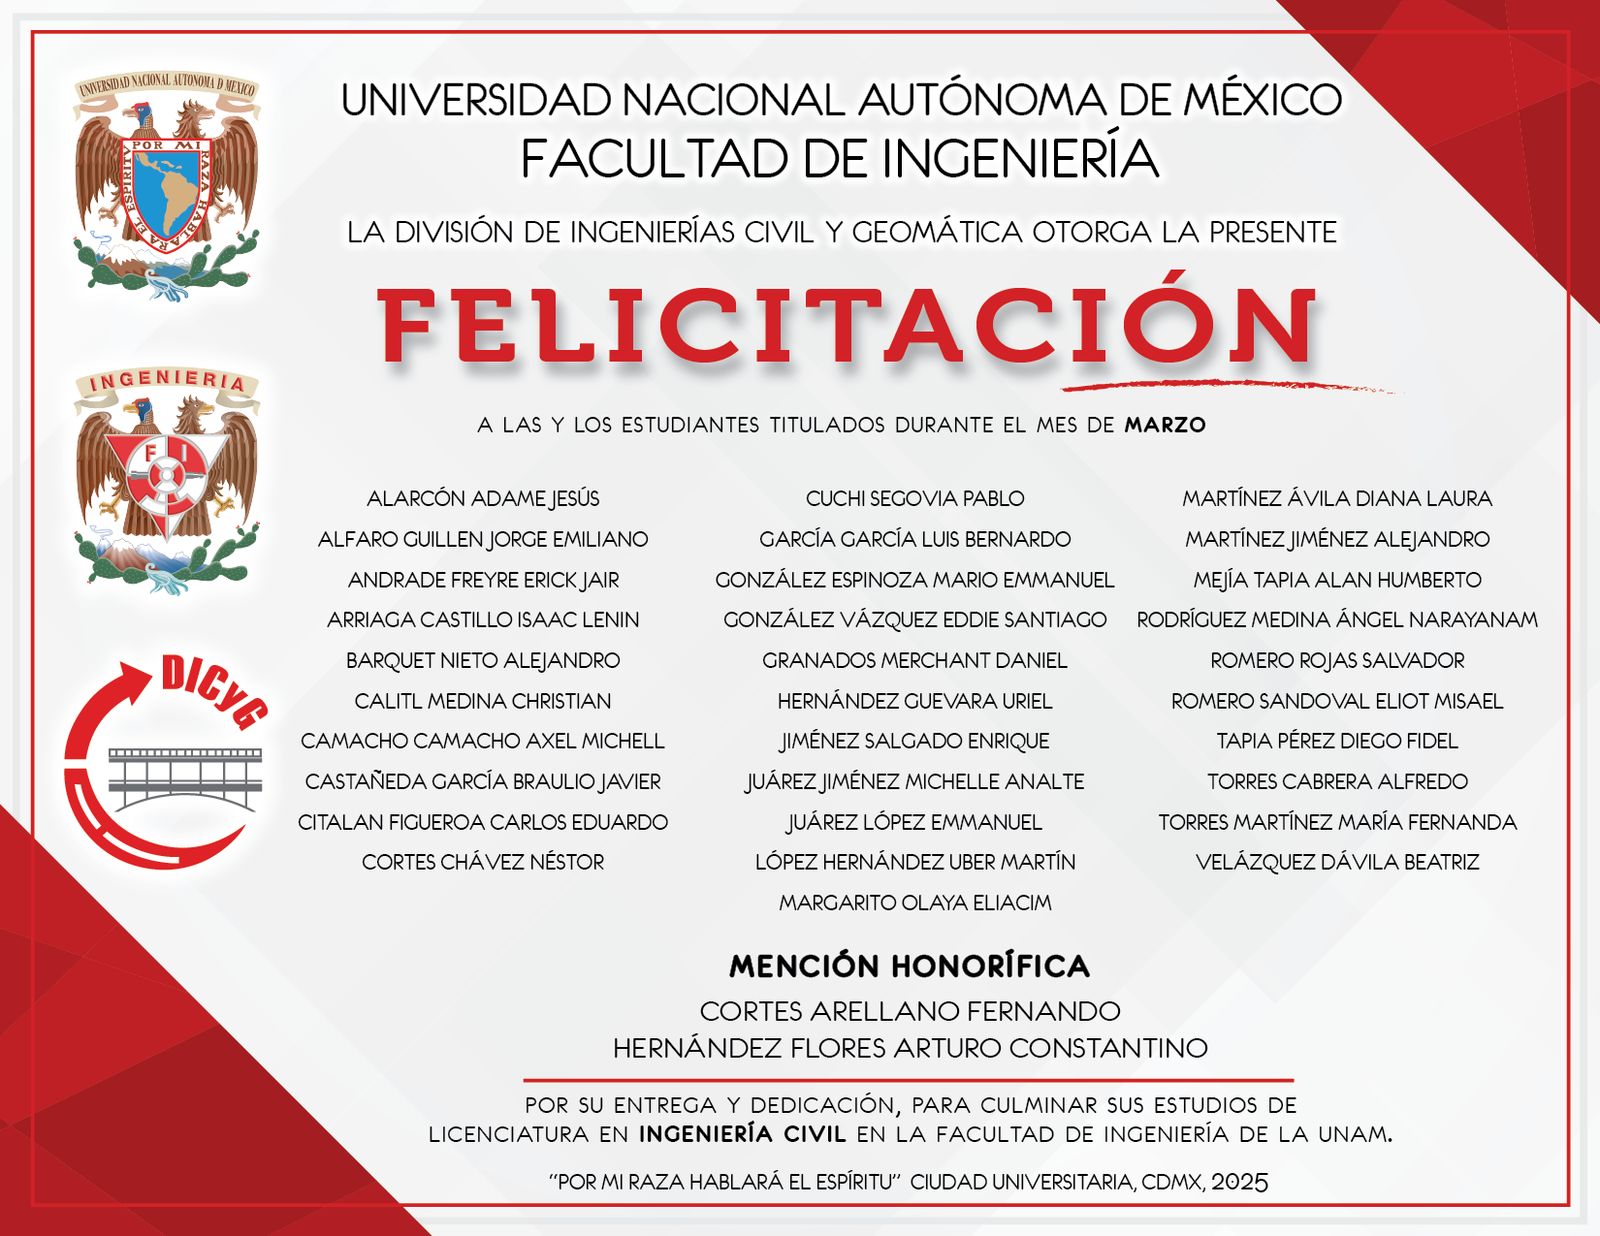 UNIVERSIDAD NACIONAL AUTONOMA D MEXICO
POR MI RAZA HABLARA EL ESPIRITU
UNIVERSIDAD NACIONAL AUTÓNOMA DE MÉXICO
FACULTAD DE INGENIERÍA
LA DIVISIÓN DE INGENIERÍAS CIVIL Y GEOMÁTICA OTORGA LA PRESENTE
FELICITACIÓN
INGENIERIA
F I
A LAS Y LOS ESTUDIANTES TITULADOS DURANTE EL MES DE MARZO
DICyG
ALARCÓN ADAME JESÚS
ALFARO GUILLEN JORGE EMILIANO
ANDRADE FREYRE ERICK JAIR
ARRIAGA CASTILLO ISAAC LENIN
BARQUET NIETO ALEJANDRO
CALITL MEDINA CHRISTIAN
CAMACHO CAMACHO AXEL MICHELL
CASTAÑEDA GARCÍA BRAULIO JAVIER
CITALAN FIGUEROA CARLOS EDUARDO
CORTES CHÁVEZ NÉSTOR
CUCHI SEGOVIA PABLO
GARCÍA GARCÍA LUIS BERNARDO
GONZÁLEZ ESPINOZA MARIO EMMANUEL
GONZÁLEZ VÁZQUEZ EDDIE SANTIAGO
GRANADOS MERCHANT DANIEL
HERNÁNDEZ GUEVARA URIEL
JIMÉNEZ SALGADO ENRIQUE
JUÁREZ JIMÉNEZ MICHELLE ANALTE
JUÁREZ LÓPEZ EMMANUEL
LÓPEZ HERNÁNDEZ UBER MARTÍN
MARGARITO OLAYA ELIACIM
MARTÍNEZ ÁVILA DIANA LAURA
MARTÍNEZ JIMÉNEZ ALEJANDRO
MEJÍA TAPIA ALAN HUMBERTO
RODRÍGUEZ MEDINA ÁNGEL NARAYANAM
ROMERO ROJAS SALVADOR
ROMERO SANDOVAL ELIOT MISAEL
TAPIA PÉREZ DIEGO FIDEL
TORRES CABRERA ALFREDO
TORRES MARTÍNEZ MARÍA FERNANDA
VELÁZQUEZ DÁVILA BEATRIZ
MENCIÓN HONORÍFICA
CORTES ARELLANO FERNANDO
HERNÁNDEZ FLORES ARTURO CONSTANTINO
POR SU ENTREGA Y DEDICACIÓN, PARA CULMINAR SUS ESTUDIOS DE
LICENCIATURA EN INGENIERÍA CIVIL EN LA FACULTAD DE INGENIERÍA DE LA UNAM.
"POR MI RAZA HABLARÁ EL ESPÍRITU" CIUDAD UNIVERSITARIA, CDMX, 2025